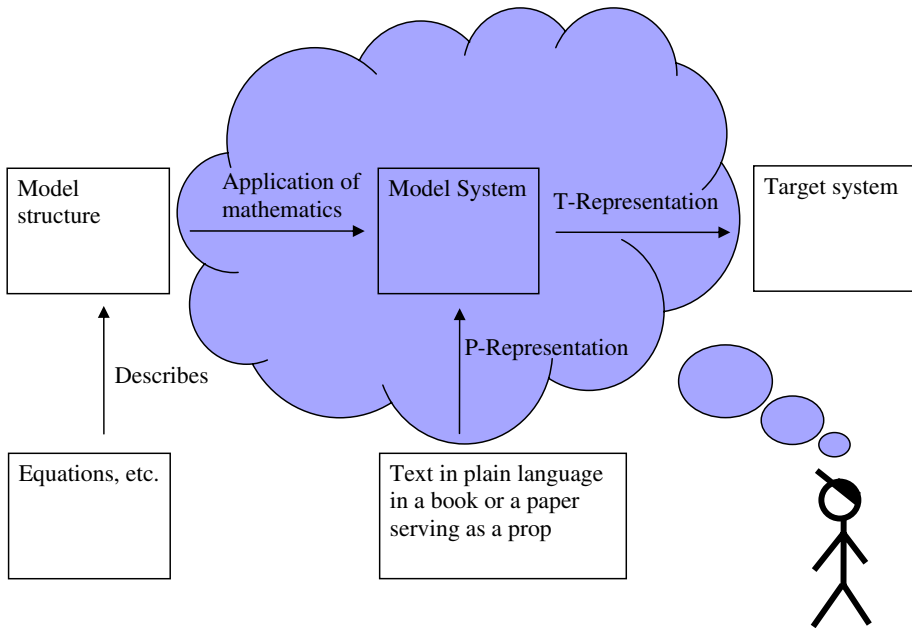 Model
structure
Application of
mathematics
Model System
T-Representation
Target system
Describes
P-Representation
Equations, etc.
Text in plain language
in a book or a paper
serving as a prop